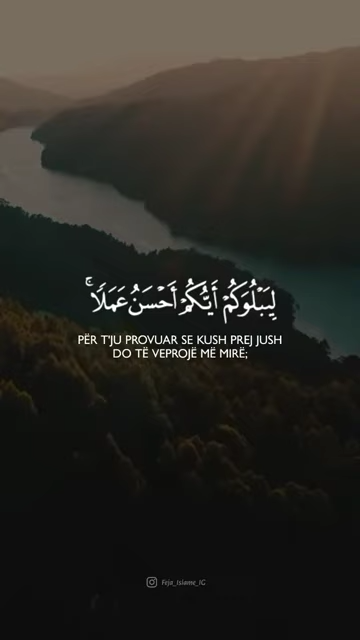 لِيَبْلُوَكُمْ أَيُّكُمْ أَحْسَنُ عَمَلًا ۚ
PËR T'JU PROVUAR SE KUSH PREJ JUSH
DO TË VEPROJË MË MIRË;
Feja_Islame_IG